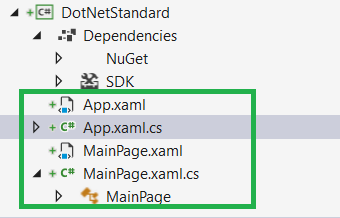 C# DotNetStandard
Dependencies
NuGet
SDK
App.xaml
C# App.xaml.cs
MainPage.xaml
C# MainPage.xaml.cs
MainPage